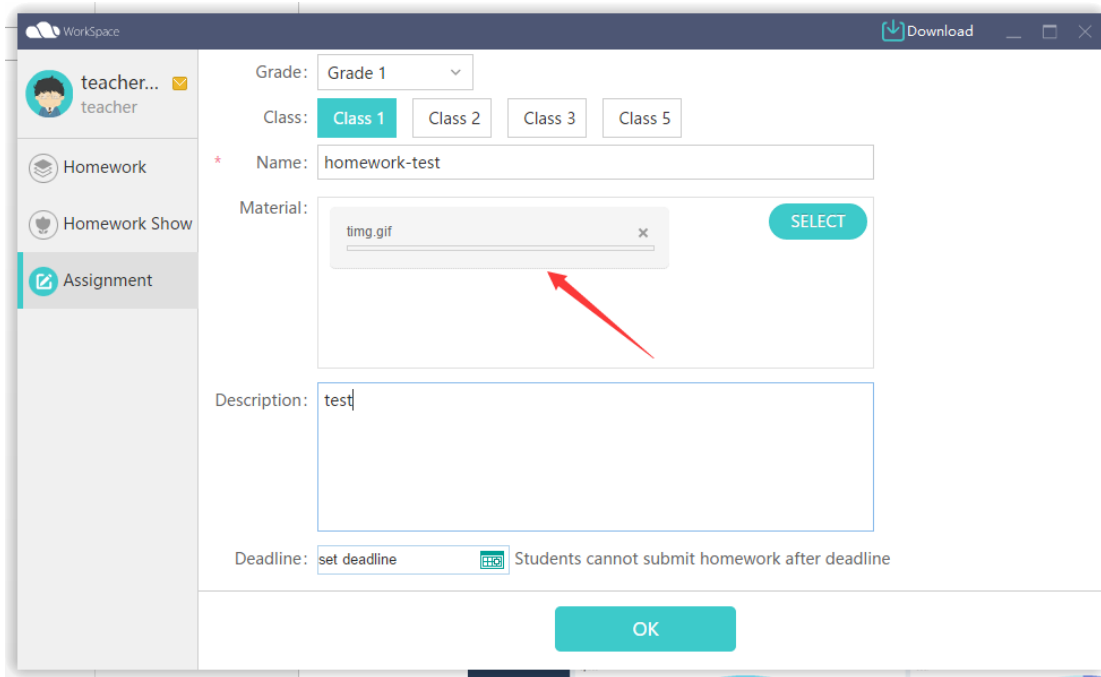 WorkSpace
Download
teacher...
teacher
Homework
Homework Show
Assignment
Grade: Grade 1
Class: Class 1 Class 2 Class 3 Class 5
* Name: homework-test
Material:
timg.gif
SELECT
Description: test
Deadline: set deadline Students cannot submit homework after deadline
OK